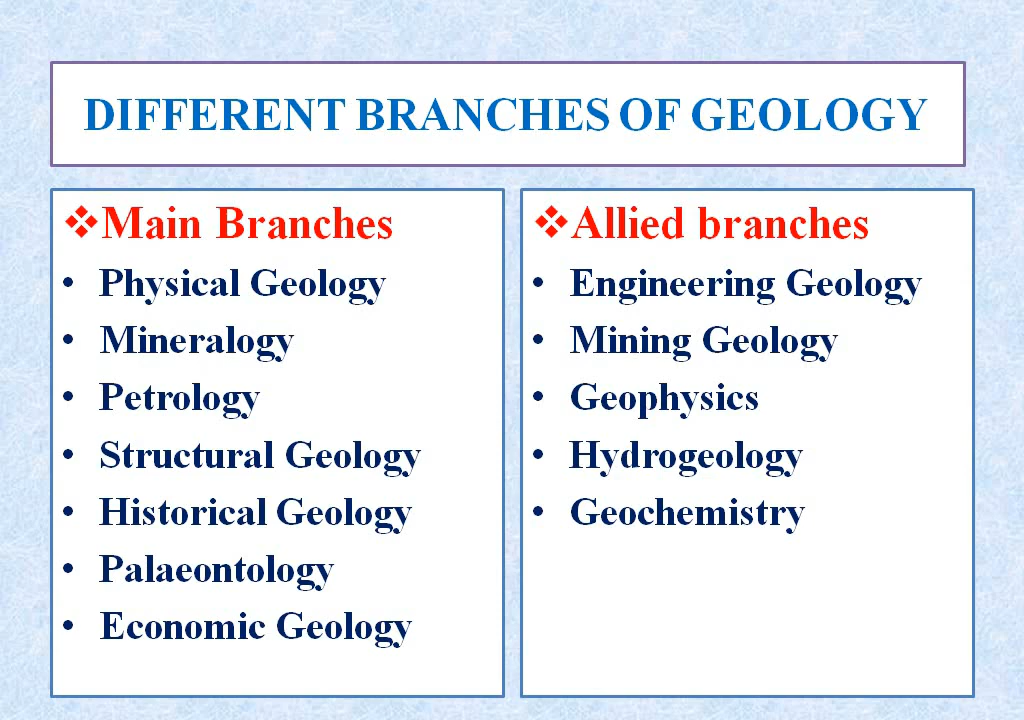 DIFFERENT BRANCHES OF GEOLOGY
❖Main Branches
• Physical Geology
• Mineralogy
• Petrology
• Structural Geology
• Historical Geology
• Palaeontology
• Economic Geology
❖Allied branches
• Engineering Geology
• Mining Geology
• Geophysics
• Hydrogeology
• Geochemistry